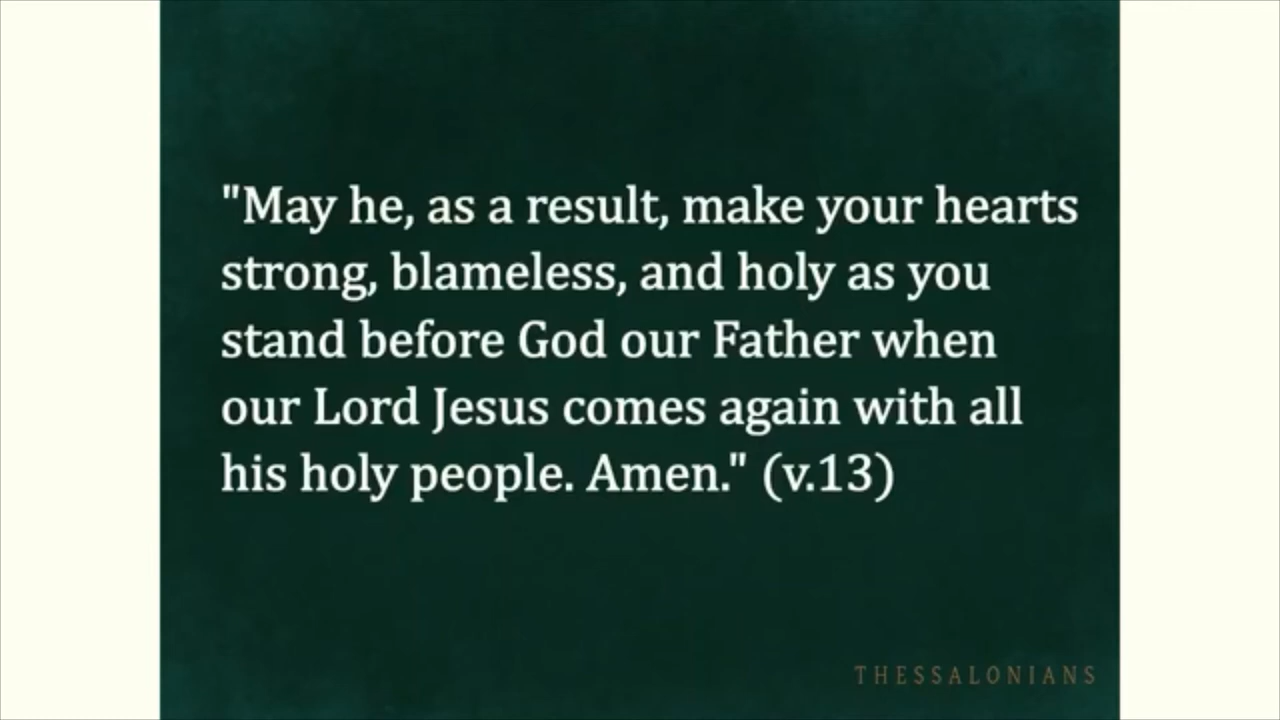 "May he, as a result, make your hearts
strong, blameless, and holy as you
stand before God our Father when
our Lord Jesus comes again with all
his holy people. Amen." (v.13)
THESSALONIANS